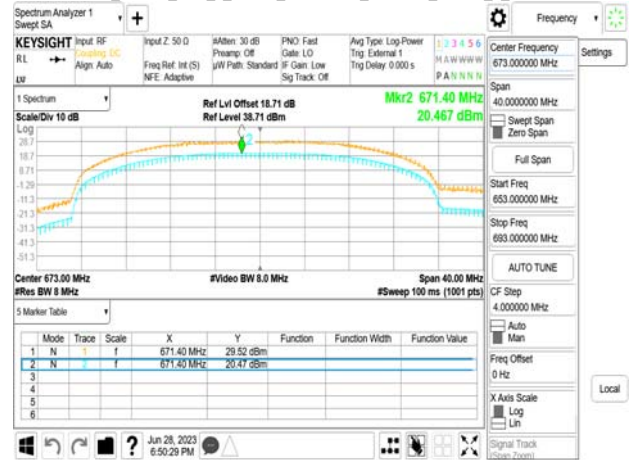 Spectrum Analyzer 1
Swept SA
Frequency
KEYSIGHT
Input: RF
Coupling: DC
Align: Auto
Input Z: 50 Ω
Freq Ref: Int (S)
NFE: Adaptive
#Atten: 30 dB
Preamp: Off
µW Path: Standard
PNO: Fast
Gate: LO
IF Gain: Low
Sig Track: Off
Avg Type: Log-Power
Trig: External 1
Trig Delay: 0.000 s
1 2 3 4 5 6
M A W W W W
P A N N N N
RL
LV
1 Spectrum
Scale/Div 10 dB
Log
Ref Lvl Offset 18.71 dB
Ref Level 38.71 dBm
Mkr2 671.40 MHz
20.467 dBm
28.7
18.7
8.71
-1.29
-11.3
-21.3
-31.3
-41.3
-51.3
2
Center 673.00 MHz
#Res BW 8 MHz
#Video BW 8.0 MHz
Span 40.00 MHz
#Sweep 100 ms (1001 pts)
5 Marker Table
Mode Trace Scale X Y Function Function Width Function Value
1 N 1 f 671.40 MHz 29.52 dBm
2 N 2 f 671.40 MHz 20.47 dBm
3
4
5
6
Jun 28, 2023
6:50:29 PM
Center Frequency
673.000000 MHz
Settings
Span
40.0000000 MHz
Swept Span
Zero Span
Full Span
Start Freq
653.000000 MHz
Stop Freq
693.000000 MHz
AUTO TUNE
CF Step
4.000000 MHz
Auto
Man
Freq Offset
0 Hz
X Axis Scale
Log
Lin
Local
Signal Track
(Span Zoom)